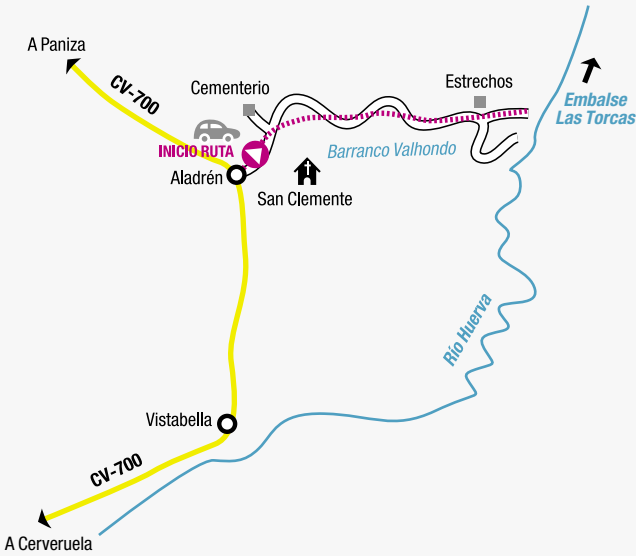 A Paniza
CV-700
Cementerio
Estrechos
Embalse
Las Torcas
INICIO RUTA
Barranco Valhondo
Aladrén
San Clemente
Río Huerva
Vistabella
CV-700
A Cerveruela